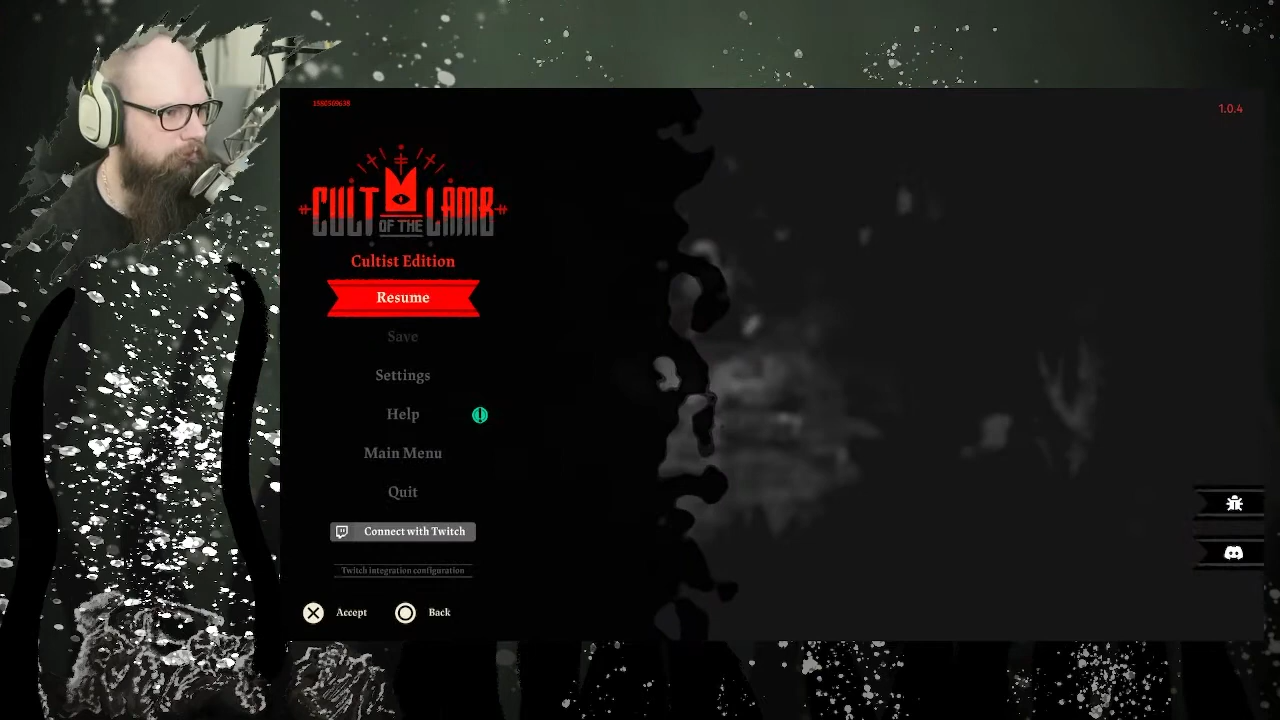 1580509638
1.0.4
CULT OF THE LAMB
Cultist Edition
Resume
Save
Settings
Help
Main Menu
Quit
Connect with Twitch
Twitch integration configuration
Accept
Back